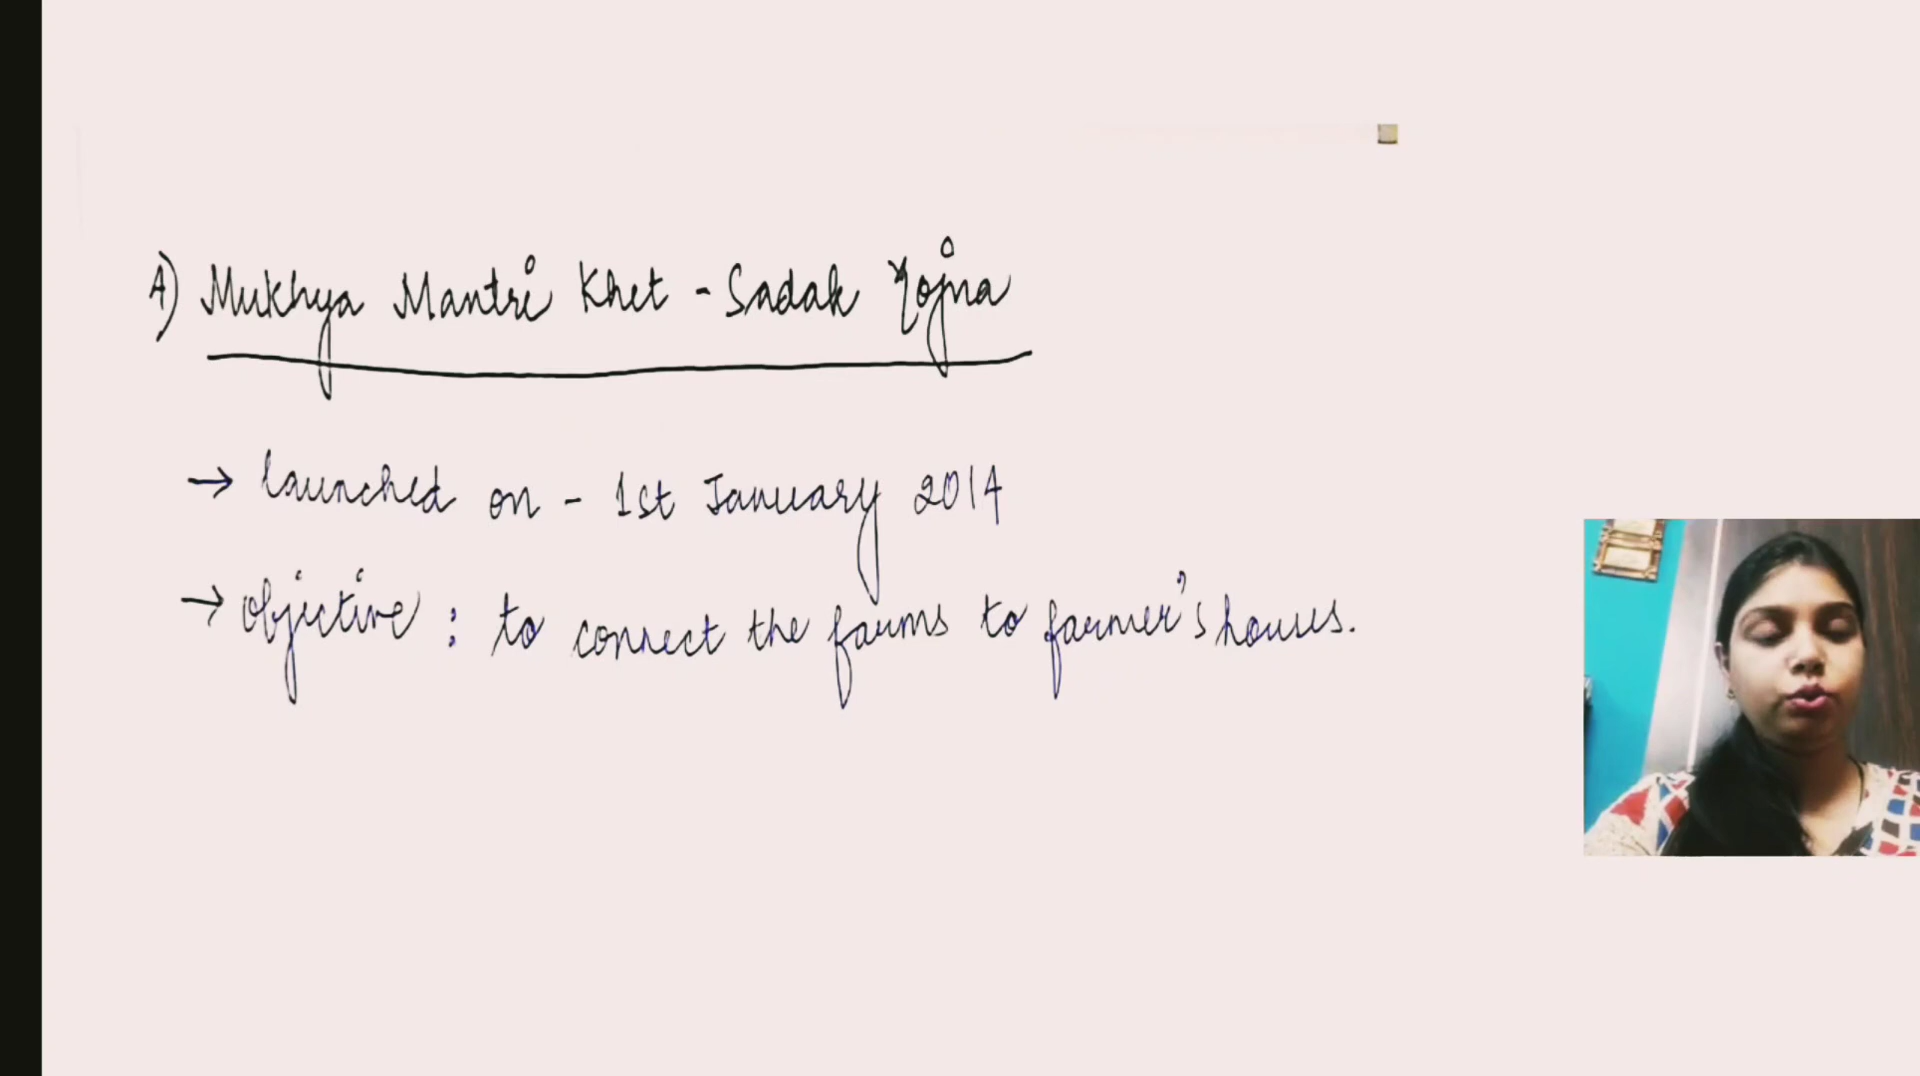 A) Mukhya Mantri Khet - Sadak Yojna
→ launched on - 1st January 2014
→ objective : to connect the farms to farmer's houses.